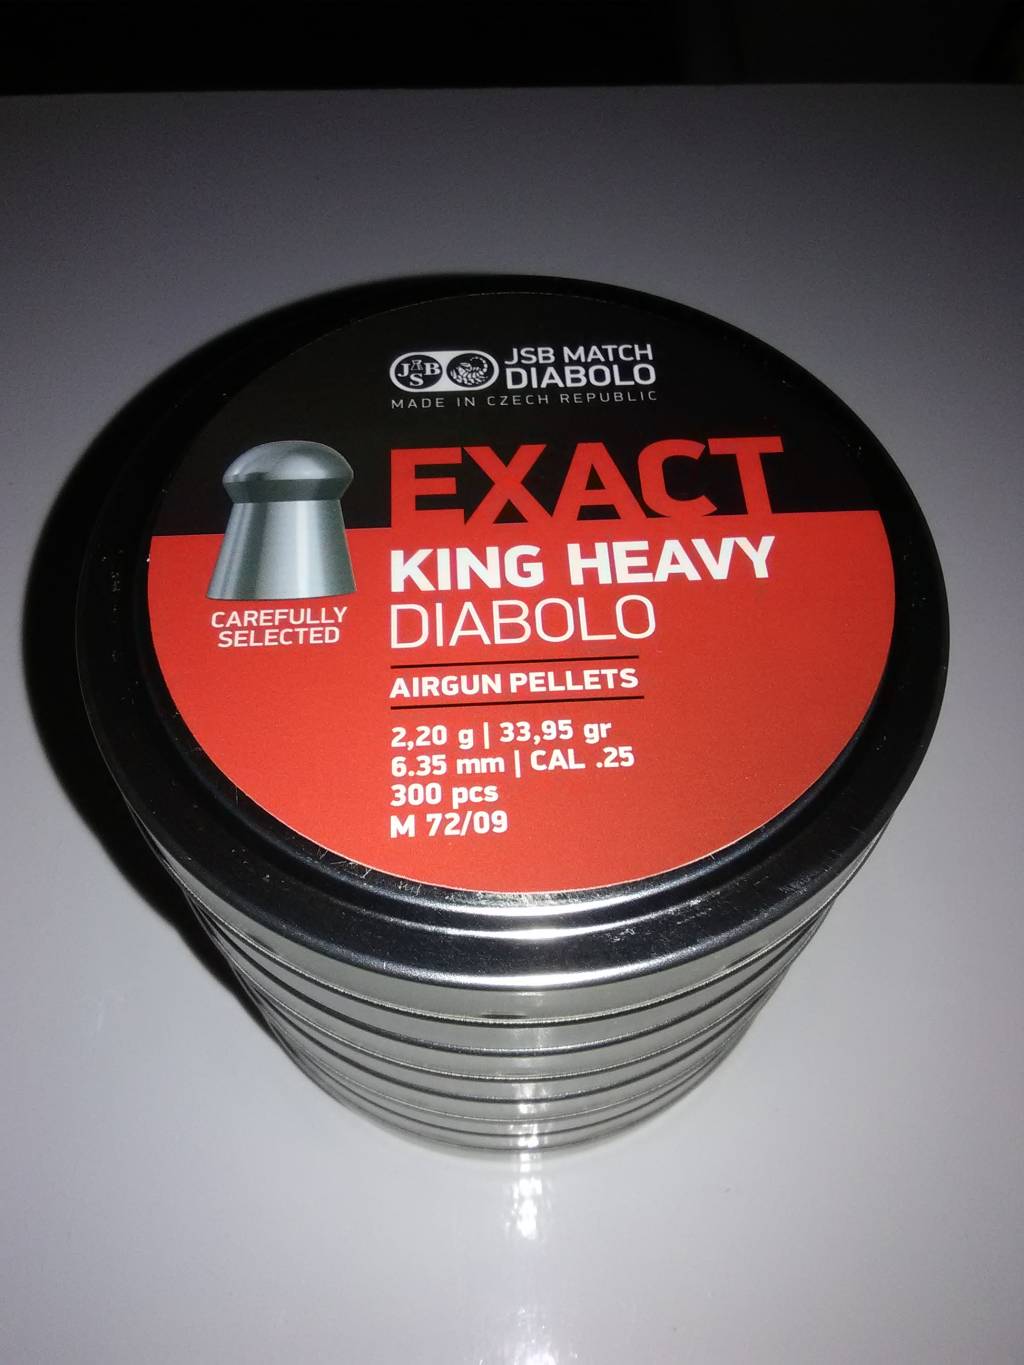 JSB
JSB MATCH
DIABOLO
MADE IN CZECH REPUBLIC
EXACT
KING HEAVY
DIABOLO
CAREFULLY
SELECTED
AIRGUN PELLETS
2,20 g | 33,95 gr
6.35 mm | CAL .25
300 pcs
M 72/09